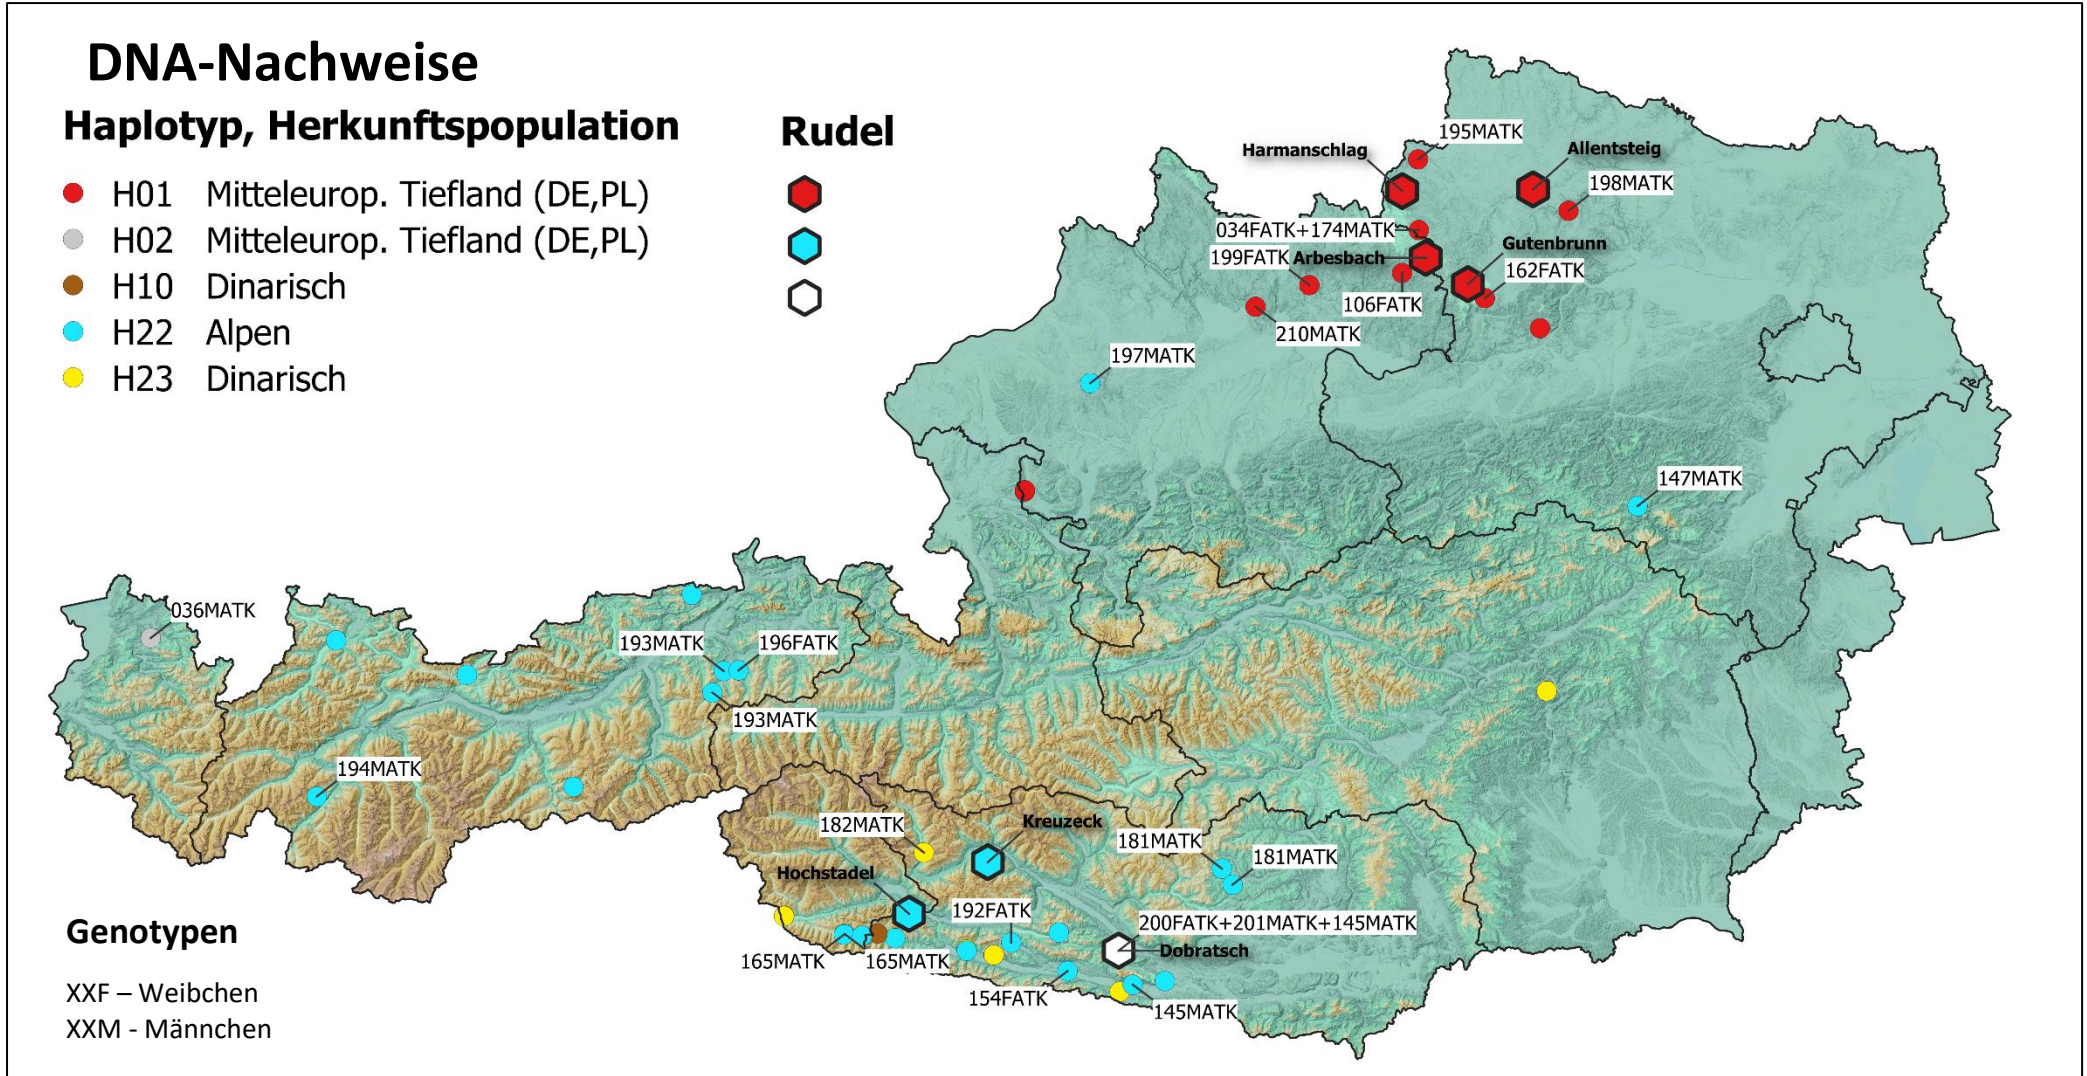 DNA-Nachweise
Haplotyp, Herkunftspopulation
H01 Mitteleurop. Tiefland (DE,PL)
H02 Mitteleurop. Tiefland (DE,PL)
H10 Dinarisch
H22 Alpen
H23 Dinarisch
Rudel
195MATK
Harmanschlag
Allentsteig
198MATK
034FATK+174MATK
Gutenbrunn
199FATK
Arbesbach
162FATK
106FATK
210MATK
197MATK
147MATK
036MATK
193MATK
196FATK
193MATK
194MATK
182MATK
Kreuzeck
181MATK
181MATK
Hochstadel
192FATK
200FATK+201MATK+145MATK
Dobratsch
165MATK
165MATK
154FATK
145MATK
Genotypen
XXF – Weibchen
XXM - Männchen